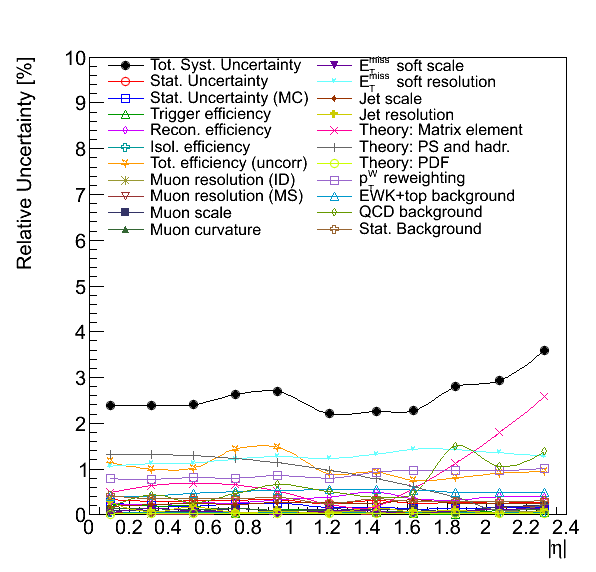 Relative Uncertainty [%]
10
9
8
7
6
5
4
3
2
1
0
Tot. Syst. Uncertainty
Stat. Uncertainty
Stat. Uncertainty (MC)
Trigger efficiency
Recon. efficiency
Isol. efficiency
Tot. efficiency (uncorr)
Muon resolution (ID)
Muon resolution (MS)
Muon scale
Muon curvature
E_T^miss soft scale
E_T^miss soft resolution
Jet scale
Jet resolution
Theory: Matrix element
Theory: PS and hadr.
Theory: PDF
p_T^W reweighting
EWK+top background
QCD background
Stat. Background
0 0.2 0.4 0.6 0.8 1 1.2 1.4 1.6 1.8 2 2.2 2.4
|η|